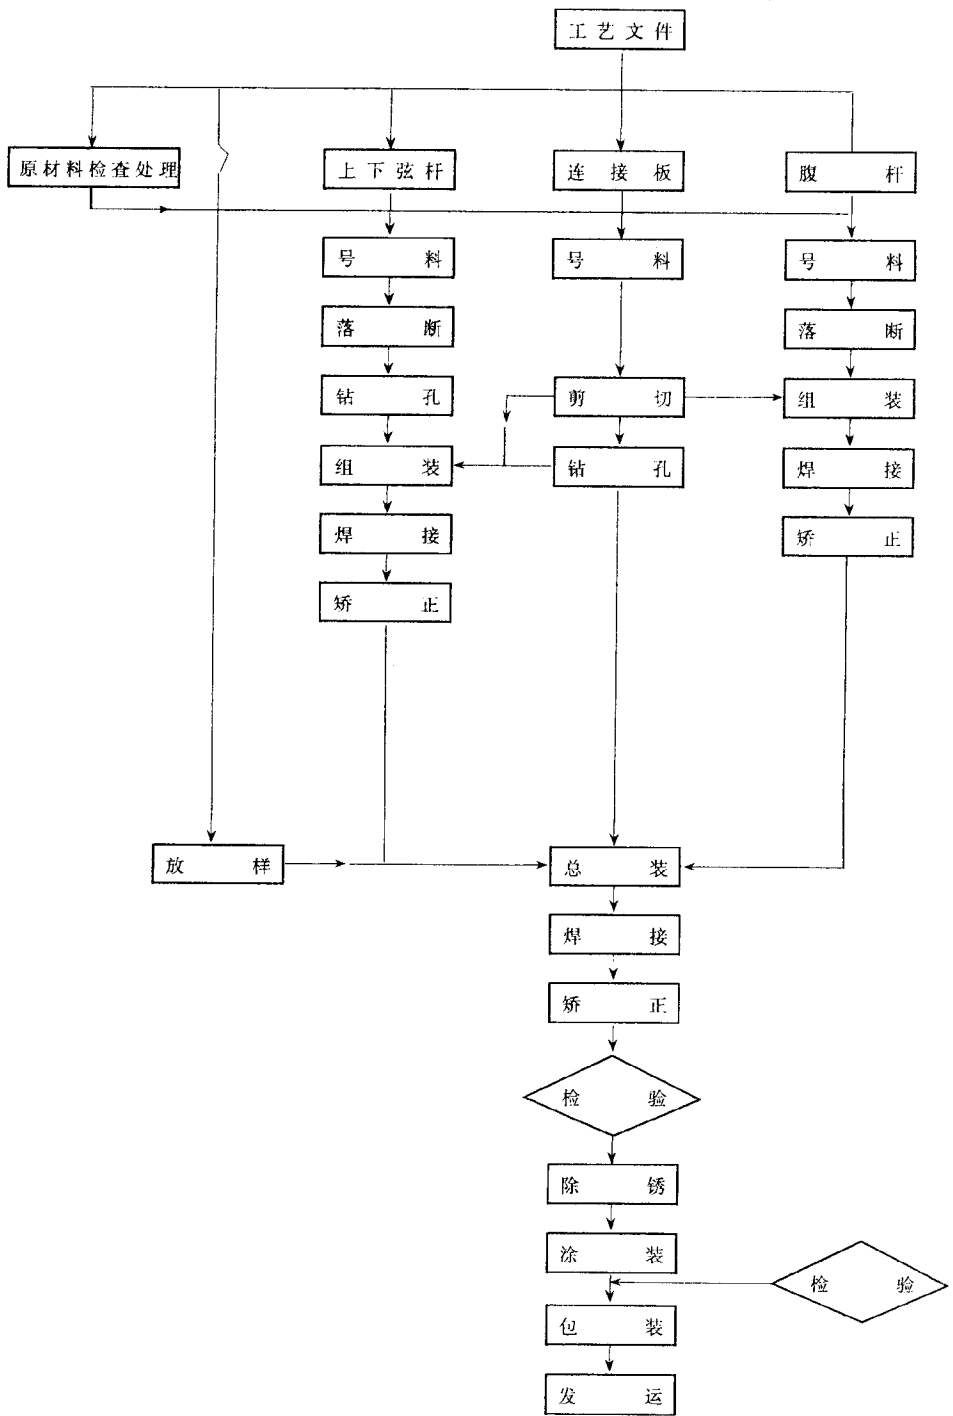 工艺文件
原材料检查处理 上下弦杆 连接板 腹杆
号料 号料 号料
落断 落断
钻孔 剪切 组装
组装 钻孔 焊接
焊接 矫正
矫正
放样 总装
焊接
矫正
检验
除锈
涂装 检验
包装
发运